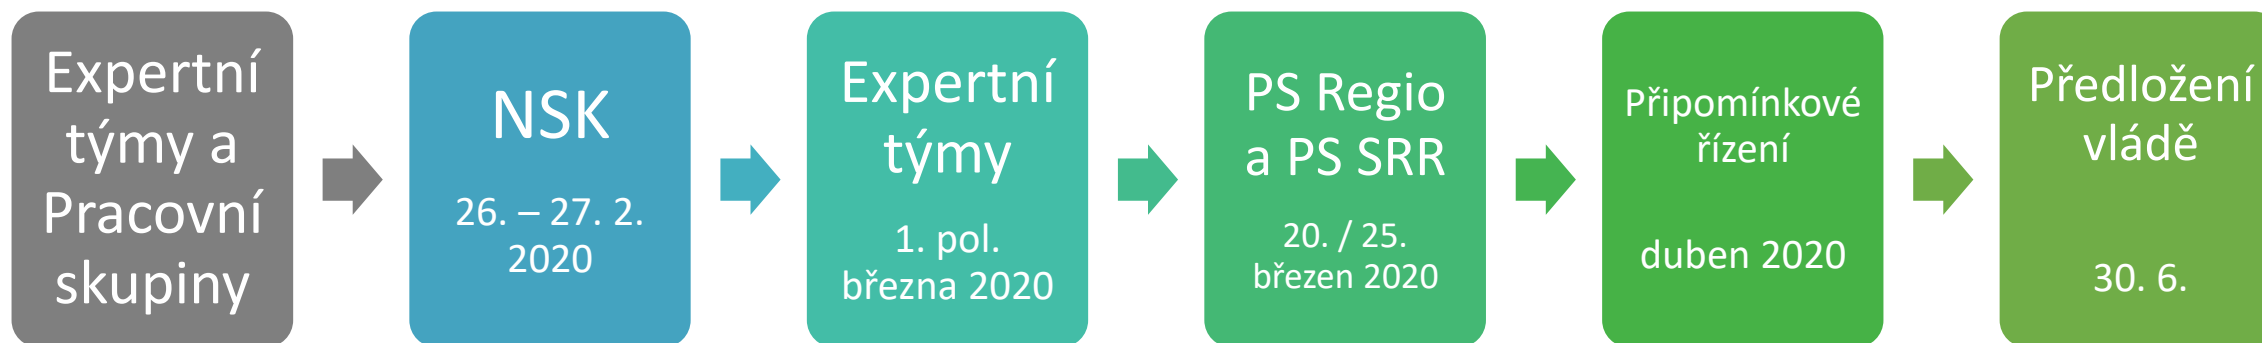 Expertní
týmy a
Pracovní
skupiny
NSK
26. – 27. 2.
2020
Expertní
týmy
1. pol.
března 2020
PS Regio
a PS SRR
20. / 25.
březen 2020
Připomínkové
řízení
duben 2020
Předložení
vládě
30. 6.